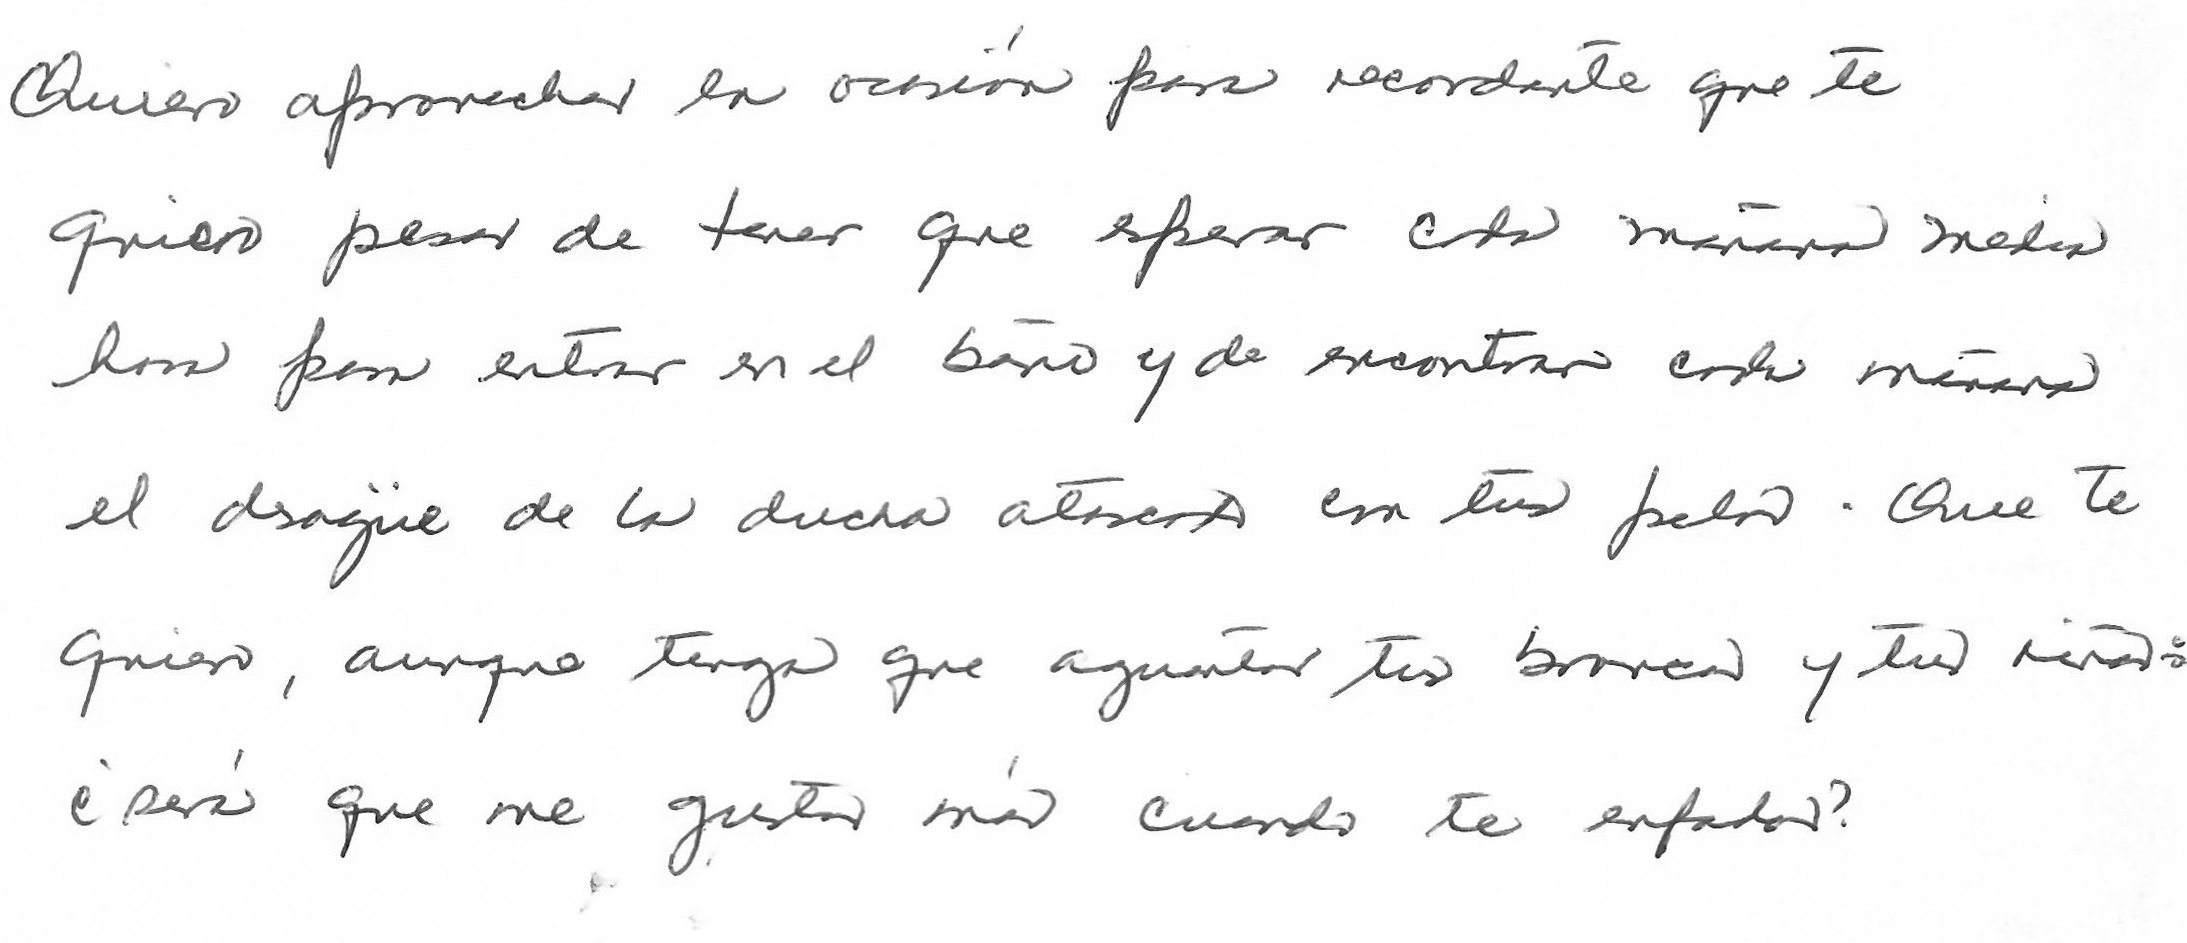 Quiero aprovechar la ocasión para recordarte que te
quiero pesar de tener que esperar cada mañana media
hora para entrar en el baño y de encontrar cada mañana
el desagüe de la ducha atascado con tus pelos. Que te
quiero, aunque tenga que aguantar tus broncas y tus riñas:
¿será que me gustas más cuando te enfadas?